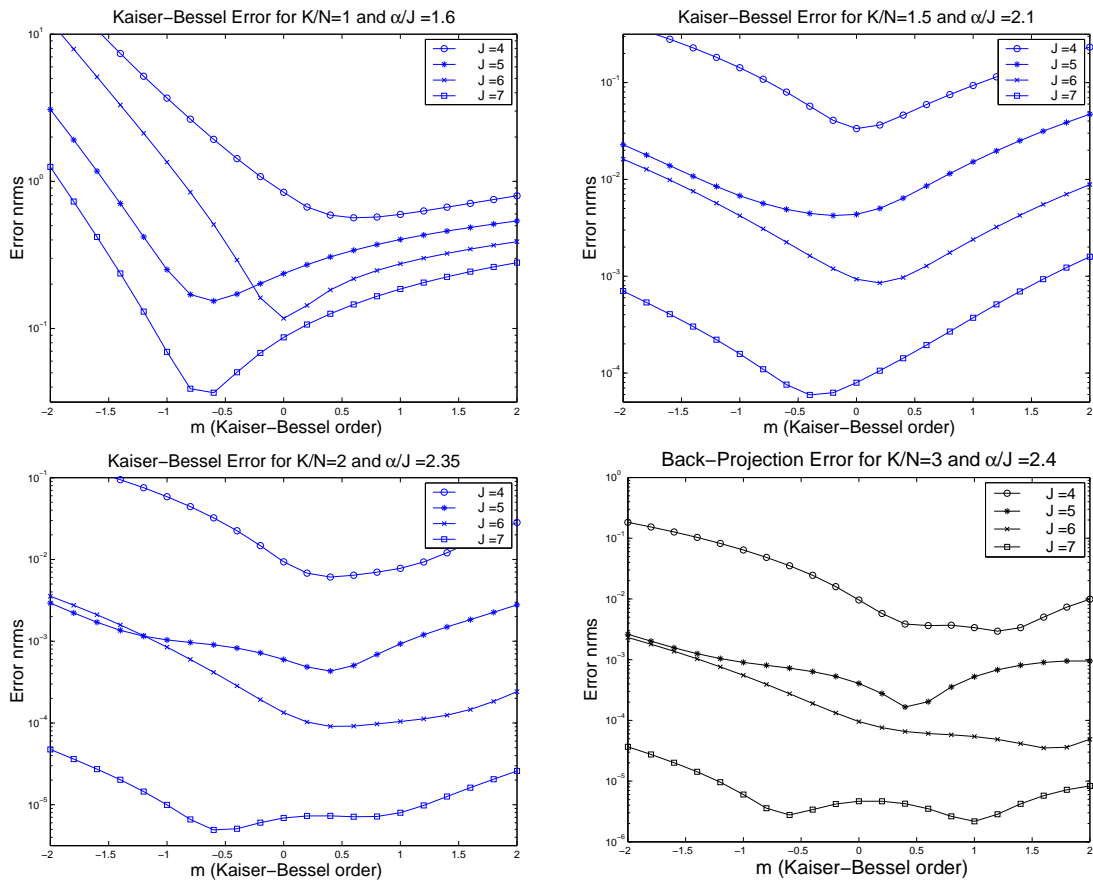 Kaiser−Bessel Error for K/N=1 and α/J =1.6
10^1
10^0
10^−1
Error nrms
J =4
J =5
J =6
J =7
−2 −1.5 −1 −0.5 0 0.5 1 1.5 2
m (Kaiser−Bessel order)
Kaiser−Bessel Error for K/N=1.5 and α/J =2.1
10^−1
10^−2
10^−3
10^−4
Error nrms
J =4
J =5
J =6
J =7
−2 −1.5 −1 −0.5 0 0.5 1 1.5 2
m (Kaiser−Bessel order)
Kaiser−Bessel Error for K/N=2 and α/J =2.35
10^−1
10^−2
10^−3
10^−4
10^−5
Error nrms
J =4
J =5
J =6
J =7
−2 −1.5 −1 −0.5 0 0.5 1 1.5 2
m (Kaiser−Bessel order)
Back−Projection Error for K/N=3 and α/J =2.4
10^0
10^−1
10^−2
10^−3
10^−4
10^−5
10^−6
Error nrms
J =4
J =5
J =6
J =7
−2 −1.5 −1 −0.5 0 0.5 1 1.5 2
m (Kaiser−Bessel order)